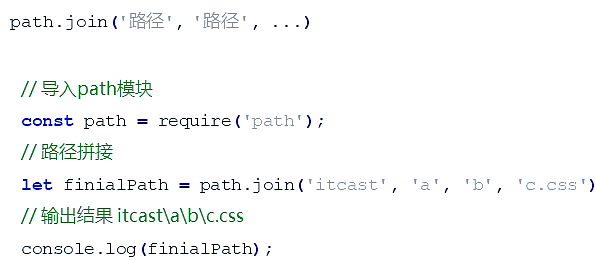 path.join('路径', '路径', ...)
// 导入path模块
const path = require('path');
// 路径拼接
let finialPath = path.join('itcast', 'a', 'b', 'c.css')
// 输出结果 itcast\a\b\c.css
console.log(finialPath);